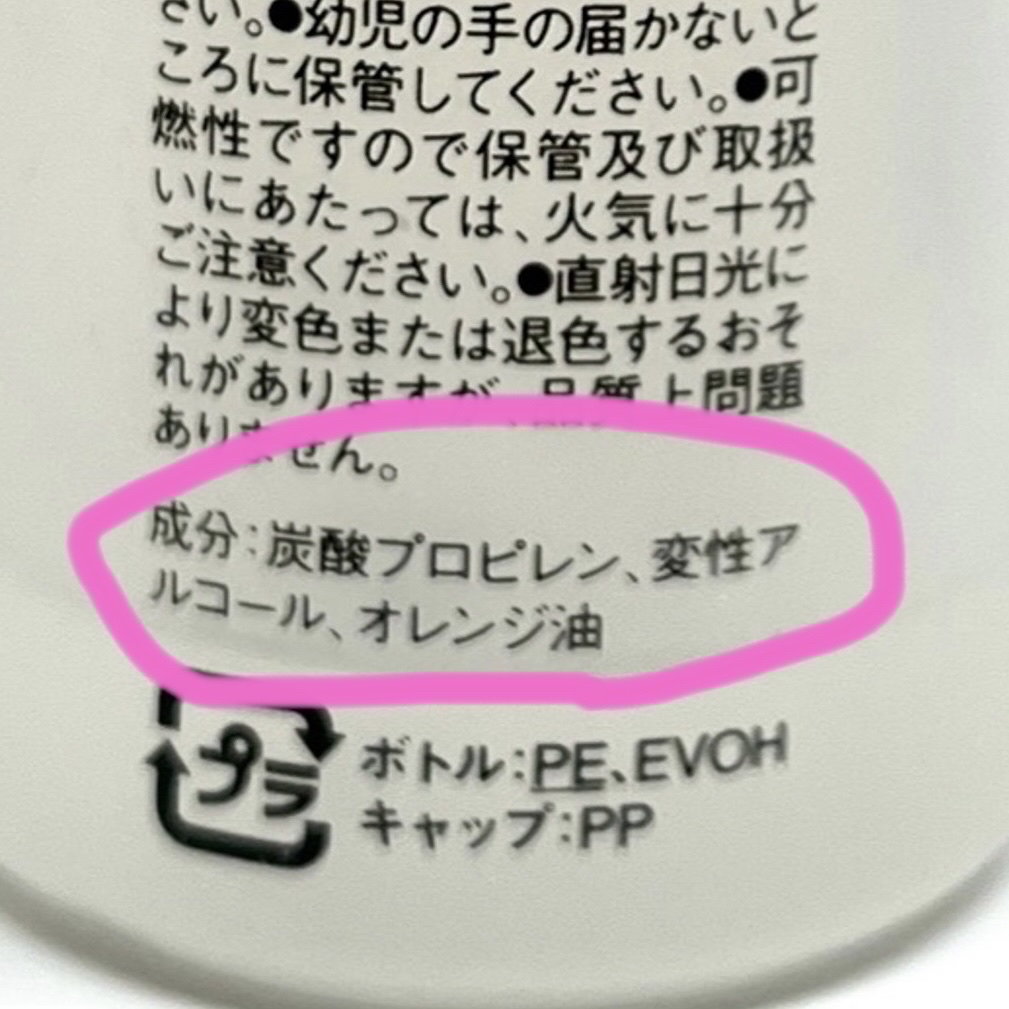 さい。●幼児の手の届かないと
ころに保管してください。●可
燃性ですので保管及び取扱
いにあたっては、火気に十分
ご注意ください。●直射日光に
より変色または退色するおそ
れがありますが、品質上問題
ありません。
成分：炭酸プロピレン、変性ア
ルコール、オレンジ油
プラ
ボトル：PE、EVOH
キャップ：PP